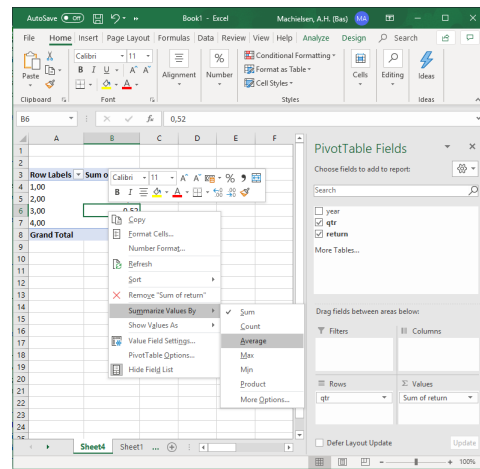 AutoSave Off Book1 - Excel Machielsen, A.H. (Bas) MA
File Home Insert Page Layout Formulas Data Review View Help Analyze Design Search
Calibri 11 A^ A˅
Paste B I U A
Alignment Number % Conditional Formatting
Format as Table
Cell Styles
Cells Editing Ideas
Clipboard Font Styles Ideas
B6 fx 0,52
A B C D E F
1
2
3 Row Labels Sum o
4 1,00
5 2,00
6 3,00 0,52
7 4,00
8 Grand Total
9
10
11
12
13
14
15
16
17
18
19
20
21
22
23
24
25
Calibri 11 A^ A˅ % 9
B I A
Copy
Format Cells...
Number Format...
Refresh
Sort
Remove "Sum of return"
Summarize Values By
Show Values As
Value Field Settings...
PivotTable Options...
Hide Field List
Sum
Count
Average
Max
Min
Product
More Options...
PivotTable Fields
Choose fields to add to report:
Search
year
qtr
return
More Tables...
Drag fields between areas below:
Filters Columns
Rows Σ Values
qtr Sum of return
Defer Layout Update Update
Sheet4 Sheet1 ...
100%